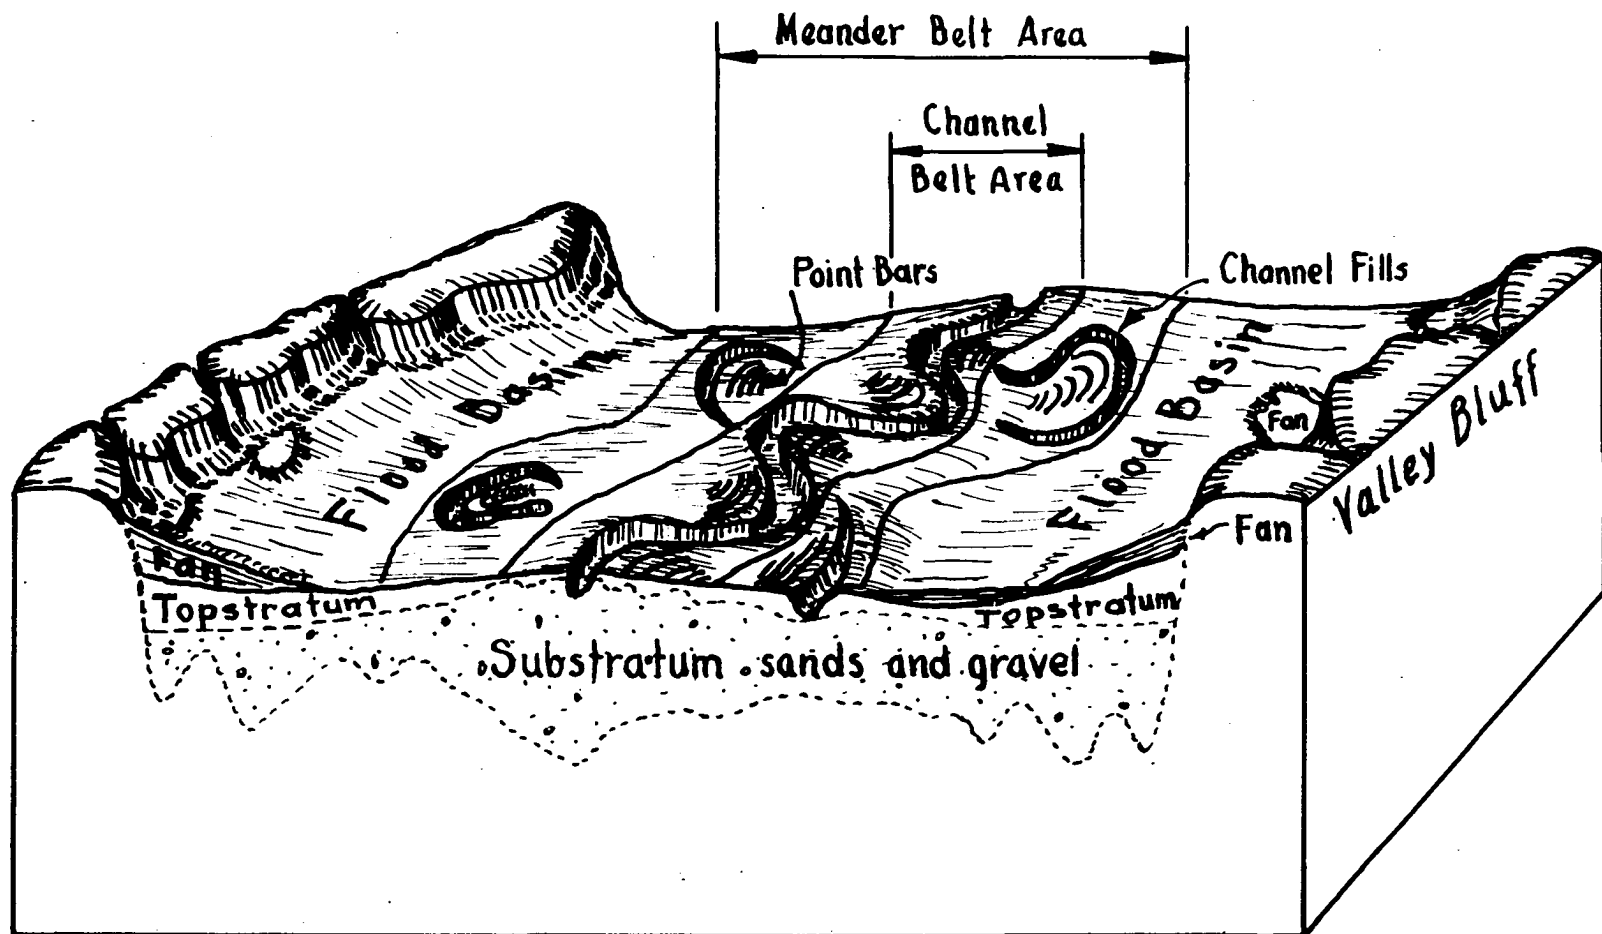 Meander Belt Area
Channel
Belt Area
Point Bars
Channel Fills
Flood Basin
Flood Basin
Fan
Valley Bluff
Fan
Fan
Topstratum
Topstratum
Substratum sands and gravel